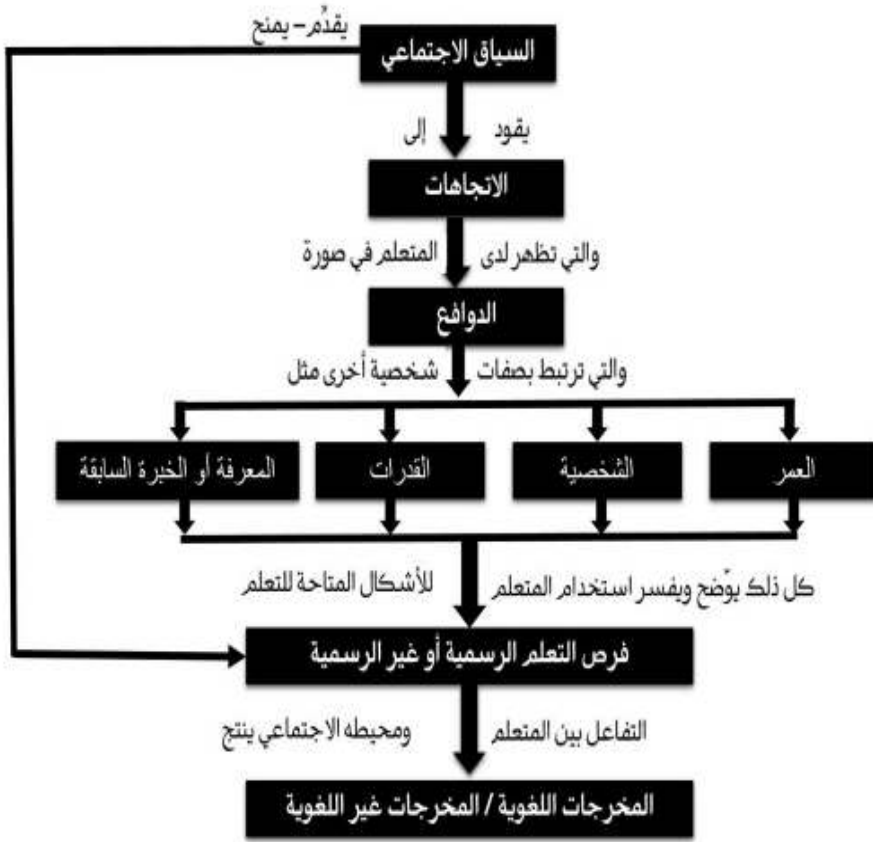 يقدّم – يمنح
السياق الاجتماعي
يقود إلى
الاتجاهات
والتي تظهر لدى المتعلم في صورة
الدوافع
والتي ترتبط بصفات شخصية أخرى مثل
العمر
الشخصية
القدرات
المعرفة أو الخبرة السابقة
كل ذلك يوّضح ويفسر استخدام المتعلم للأشكال المتاحة للتعلم
فرص التعلم الرسمية أو غير الرسمية
التفاعل بين المتعلم ومحيطه الاجتماعي ينتج
المخرجات اللغوية / المخرجات غير اللغوية